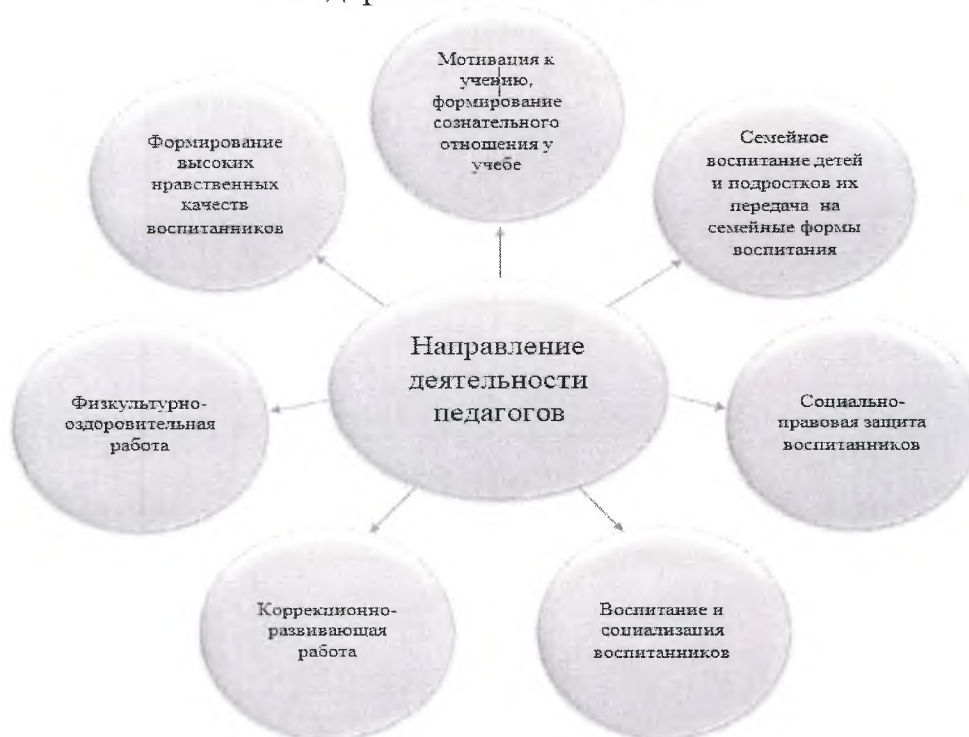 Мотивация к
учению,
формирование
сознательного
отношения у
учебе
Семейное
воспитание детей
и подростков их
передача на
семейные формы
воспитания
Социально-
правовая защита
воспитанников
Воспитание и
социализация
воспитанников
Коррекционно-
развивающая
работа
Физкультурно-
оздоровительная
работа
Формирование
высоких
нравственных
качеств
воспитанников
Направление
деятельности
педагогов